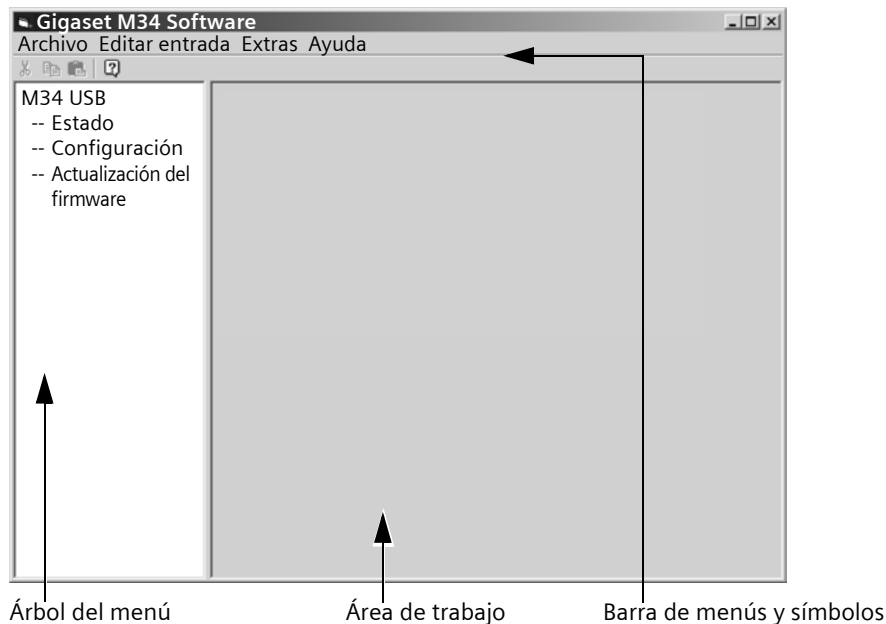 Gigaset M34 Software
Archivo Editar entrada Extras Ayuda
M34 USB
-- Estado
-- Configuración
-- Actualización del
firmware
Árbol del menú
Área de trabajo
Barra de menús y símbolos